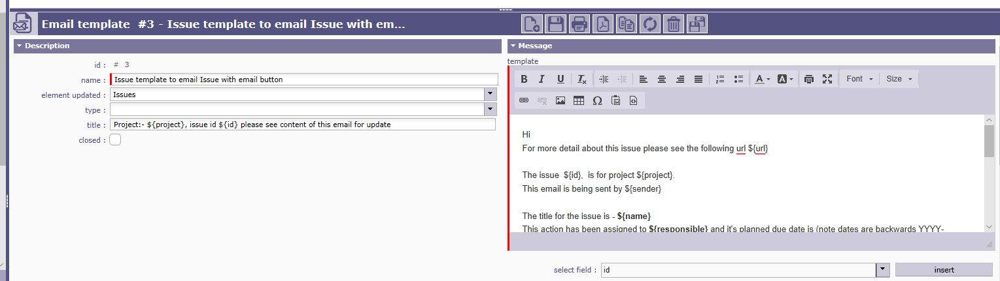 Email template #3 - Issue template to email Issue with em...
Description
id : # 3
name : Issue template to email Issue with email button
element updated : Issues
type :
title : Project:- ${project}, issue id ${id} please see content of this email for update
closed :
Message
template
B I U Tx A A Font Size
Hi
For more detail about this issue please see the following url ${url}
The issue ${id}, is for project ${project}.
This email is being sent by ${sender}
The title for the issue is - ${name}
This action has been assigned to ${responsible} and it's planned due date is (note dates are backwards YYYY-
select field : id
insert